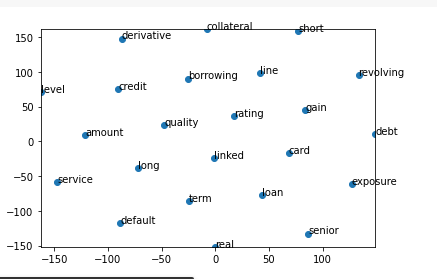 collateral
short
150
derivative
line
100
borrowing
revolving
credit
level
50
gain
rating
quality
amount
debt
0
linked
card
long
service
exposure
−50
loan
term
−100
default
senior
real
−150
−150 −100 −50 0 50 100